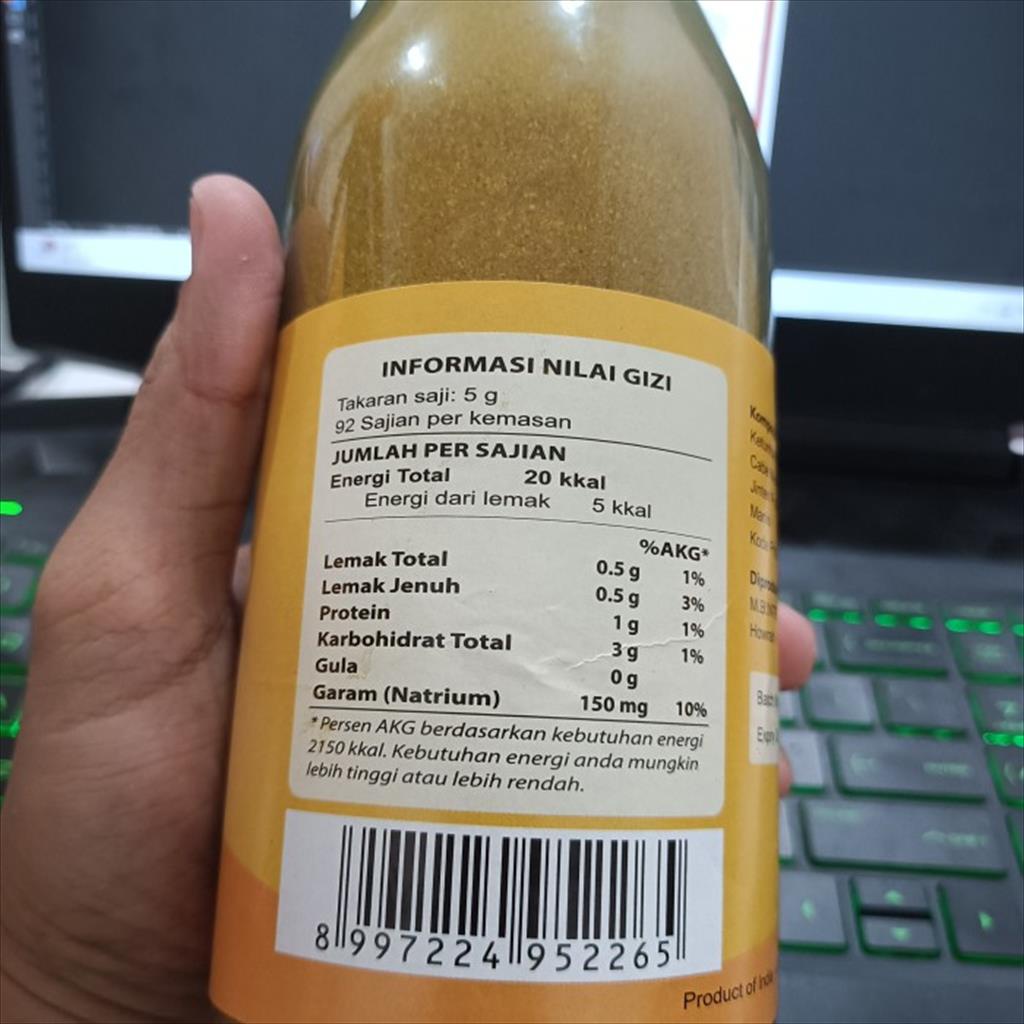 INFORMASI NILAI GIZI
Takaran saji: 5 g
92 Sajian per kemasan
JUMLAH PER SAJIAN
Energi Total 20 kkal
Energi dari lemak 5 kkal
%AKG*
Lemak Total 0.5 g 1%
Lemak Jenuh 0.5 g 3%
Protein 1 g 1%
Karbohidrat Total 3 g 1%
Gula 0 g
Garam (Natrium) 150 mg 10%
*Persen AKG berdasarkan kebutuhan energi
2150 kkal. Kebutuhan energi anda mungkin
lebih tinggi atau lebih rendah.
8 997224 952265
Product of